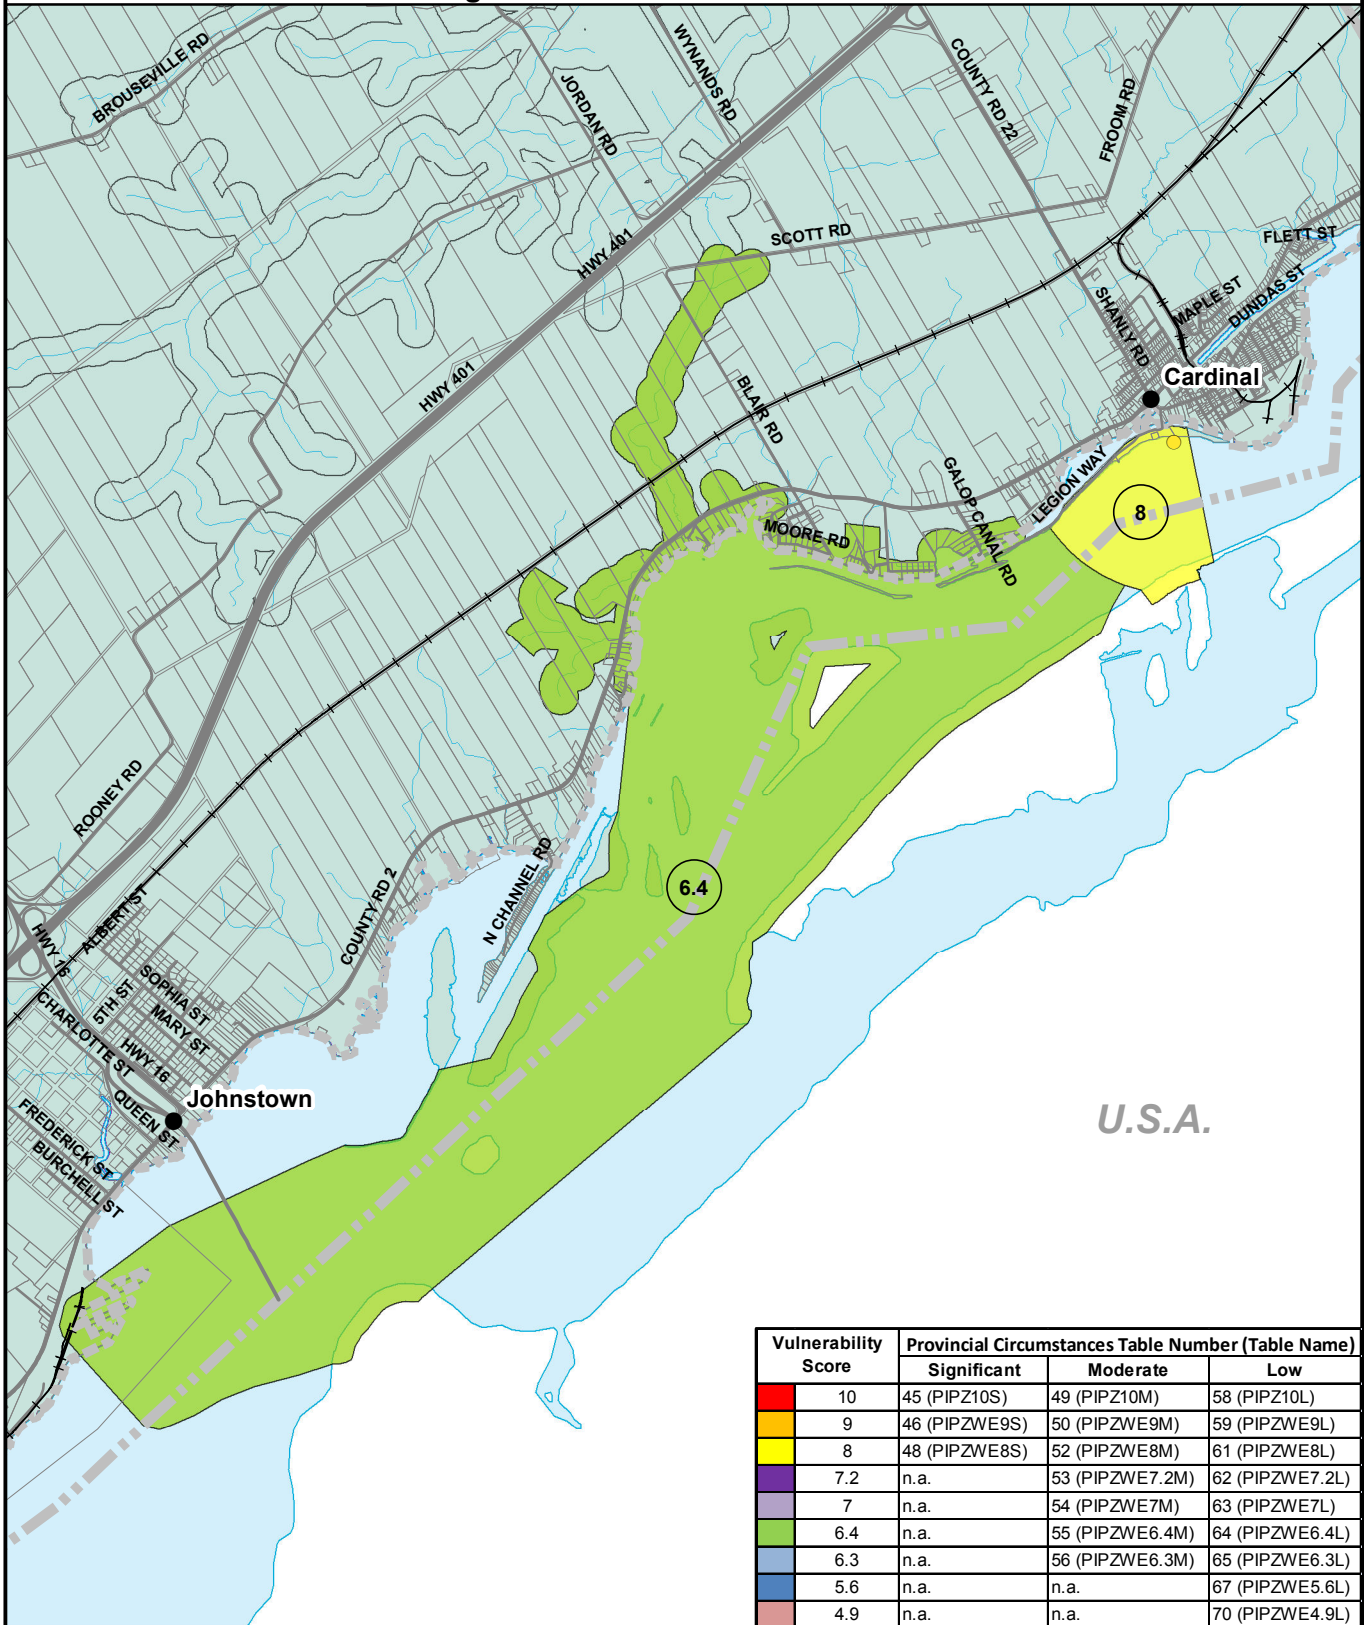 BROUSEVILLE RD
JORDAN RD
WYNANDS RD
COUNTY RD 22
FROOM RD
HWY 401
SCOTT RD
FLETT ST
MAPLE ST
DUNDAS ST
SHANLY RD
Cardinal
HWY 401
BLAIR RD
LEGION WAY
GALOP CANAL RD
MOORE RD
8
ROONEY RD
6.4
N CHANNEL RD
COUNTY RD 2
ALBERT ST
HWY 16
SOPHIA ST
5TH ST
MARY ST
CHARLOTTE ST
HWY 16
QUEEN ST
Johnstown
FREDERICK ST
BURCHELL ST
U.S.A.
Vulnerability Score
Provincial Circumstances Table Number (Table Name)
Significant Moderate Low
10 45 (PIPZ10S) 49 (PIPZ10M) 58 (PIPZ10L)
9 46 (PIPZWE9S) 50 (PIPZWE9M) 59 (PIPZWE9L)
8 48 (PIPZWE8S) 52 (PIPZWE8M) 61 (PIPZWE8L)
7.2 n.a. 53 (PIPZWE7.2M) 62 (PIPZWE7.2L)
7 n.a. 54 (PIPZWE7M) 63 (PIPZWE7L)
6.4 n.a. 55 (PIPZWE6.4M) 64 (PIPZWE6.4L)
6.3 n.a. 56 (PIPZWE6.3M) 65 (PIPZWE6.3L)
5.6 n.a. n.a. 67 (PIPZWE5.6L)
4.9 n.a. n.a. 70 (PIPZWE4.9L)